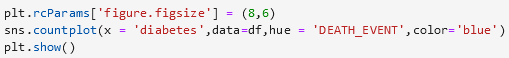 plt.rcParams['figure.figsize'] = (8,6)
sns.countplot(x = 'diabetes',data=df,hue = 'DEATH_EVENT',color='blue')
plt.show()